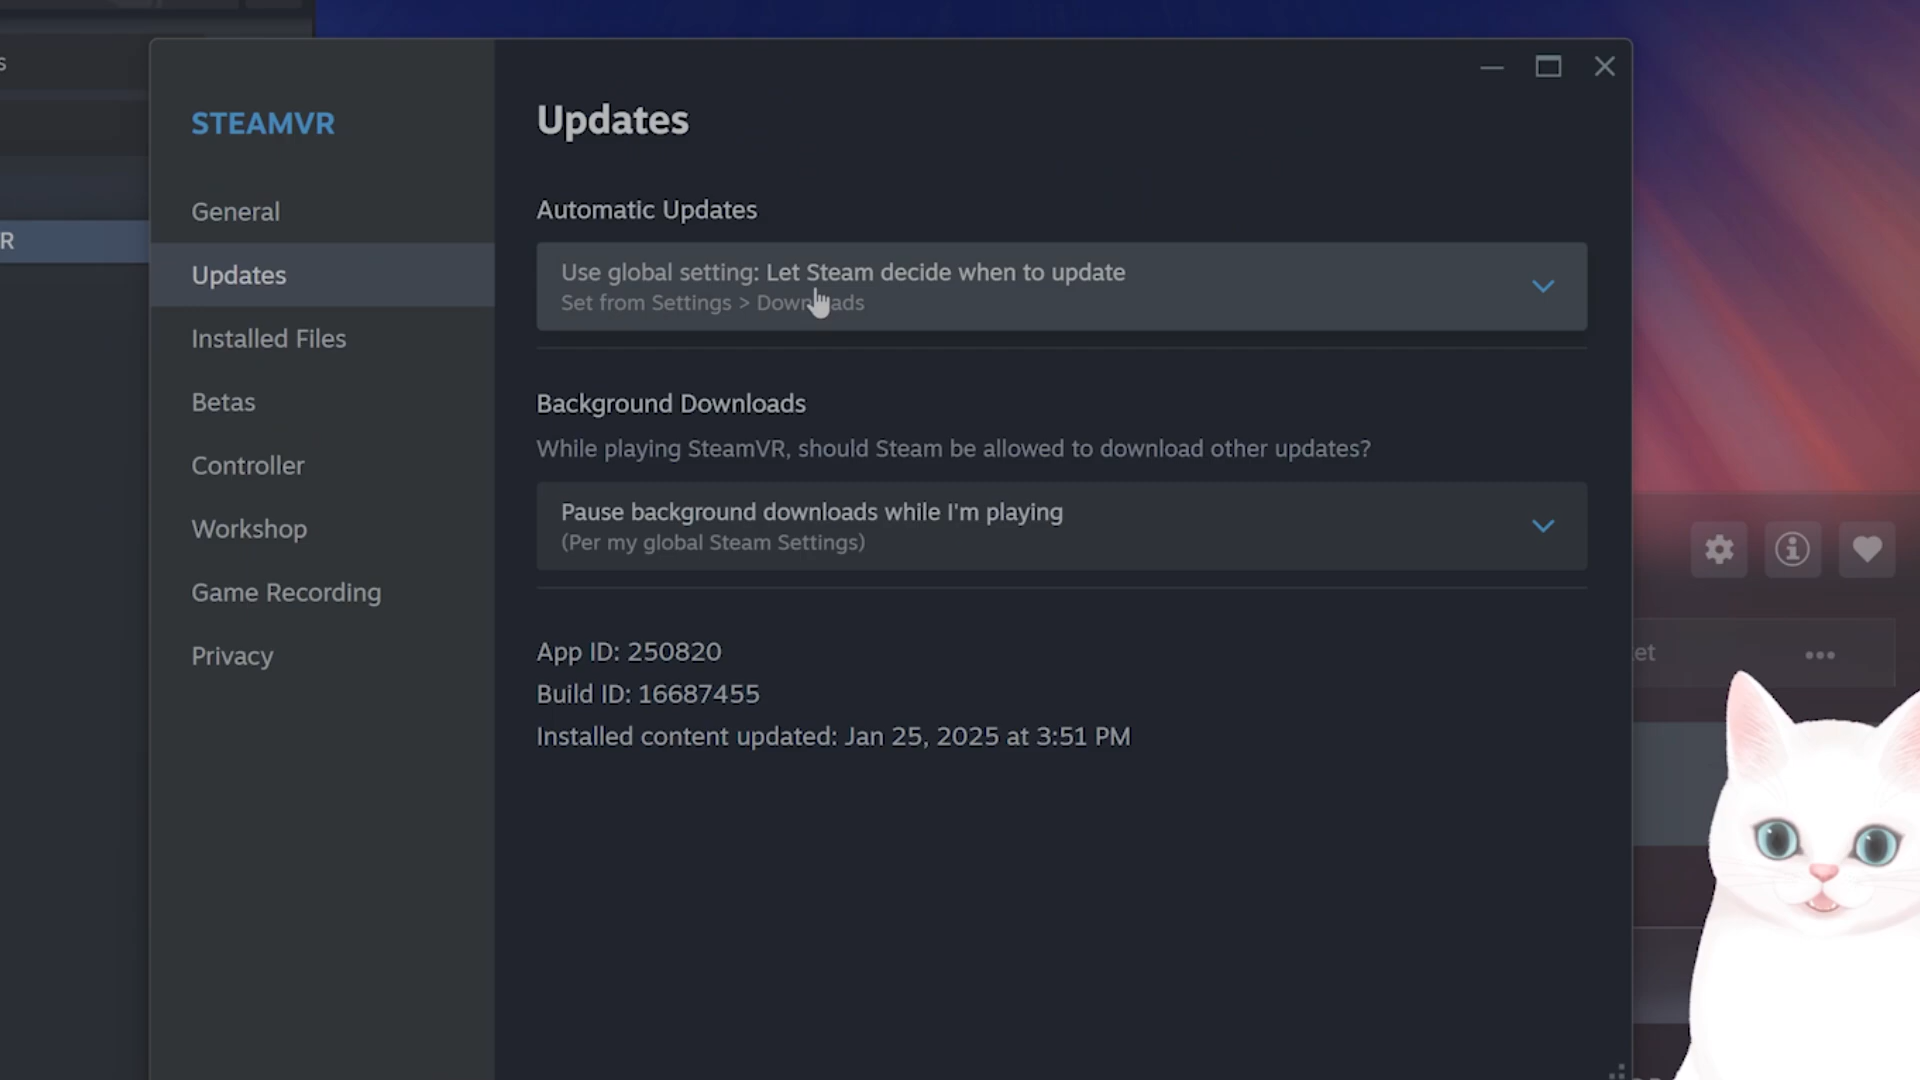 s
R
STEAMVR
General
Updates
Installed Files
Betas
Controller
Workshop
Game Recording
Privacy
Updates
Automatic Updates
Use global setting: Let Steam decide when to update
Set from Settings > Downloads
Background Downloads
While playing SteamVR, should Steam be allowed to download other updates?
Pause background downloads while I'm playing
(Per my global Steam Settings)
App ID: 250820
Build ID: 16687455
Installed content updated: Jan 25, 2025 at 3:51 PM
et